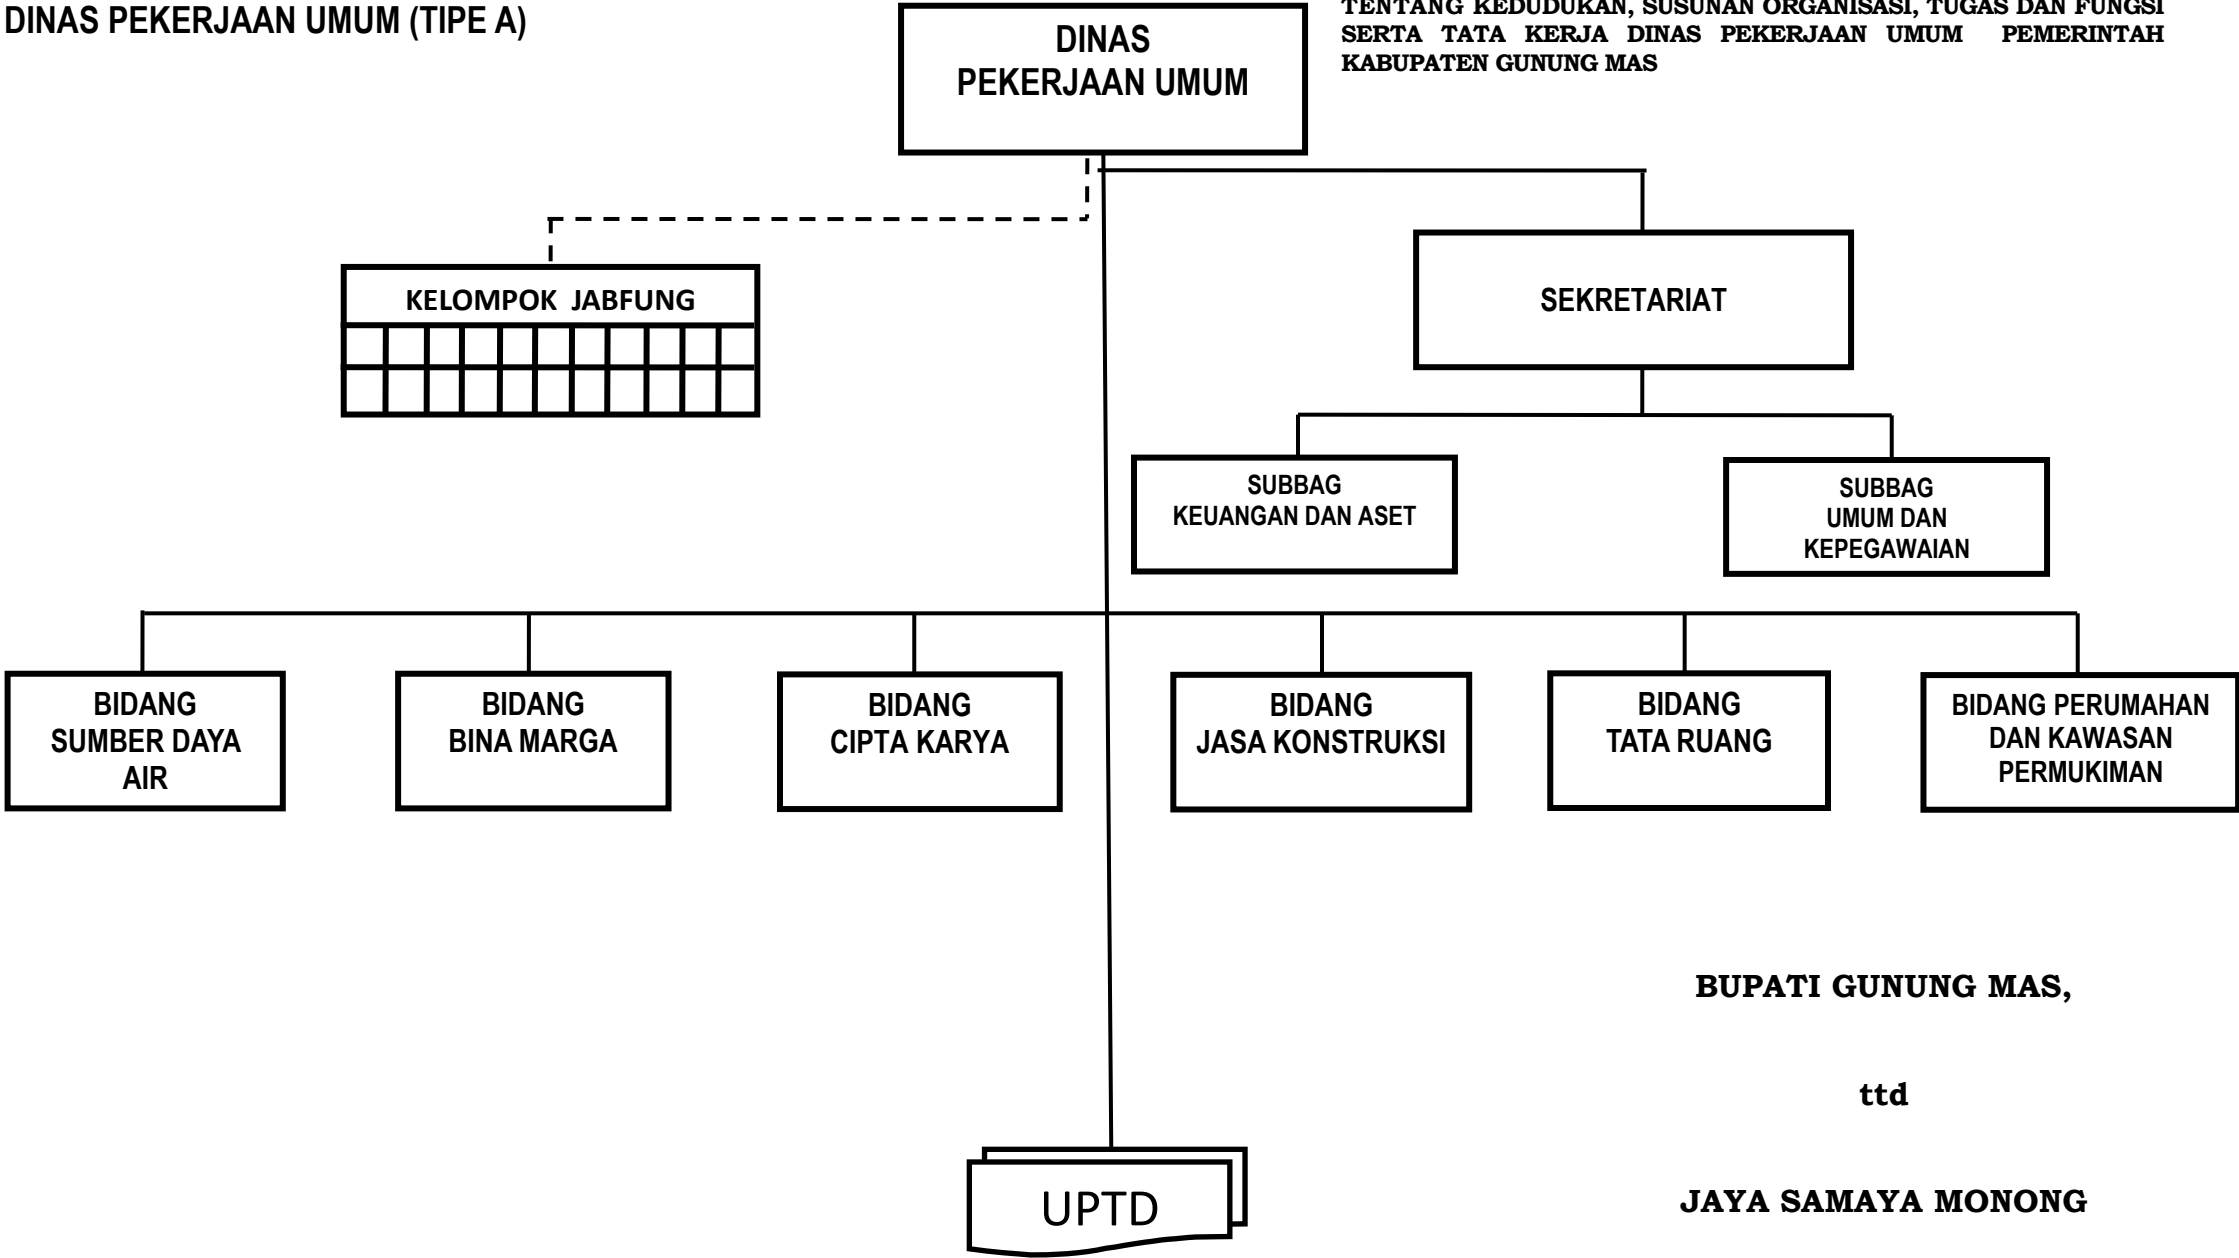 DINAS PEKERJAAN UMUM (TIPE A)
TENTANG KEDUDUKAN, SUSUNAN ORGANISASI, TUGAS DAN FUNGSI
SERTA TATA KERJA DINAS PEKERJAAN UMUM PEMERINTAH
KABUPATEN GUNUNG MAS
DINAS
PEKERJAAN UMUM
KELOMPOK JABFUNG
SEKRETARIAT
SUBBAG
KEUANGAN DAN ASET
SUBBAG
UMUM DAN
KEPEGAWAIAN
BIDANG
SUMBER DAYA
AIR
BIDANG
BINA MARGA
BIDANG
CIPTA KARYA
BIDANG
JASA KONSTRUKSI
BIDANG
TATA RUANG
BIDANG PERUMAHAN
DAN KAWASAN
PERMUKIMAN
BUPATI GUNUNG MAS,
ttd
JAYA SAMAYA MONONG
UPTD